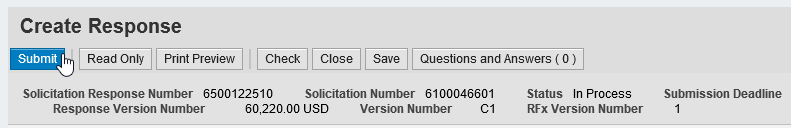 Create Response
Submit Read Only Print Preview Check Close Save Questions and Answers ( 0 )
Solicitation Response Number 6500122510 Solicitation Number 6100046601 Status In Process Submission Deadline
Response Version Number 60,220.00 USD Version Number C1 RFx Version Number 1